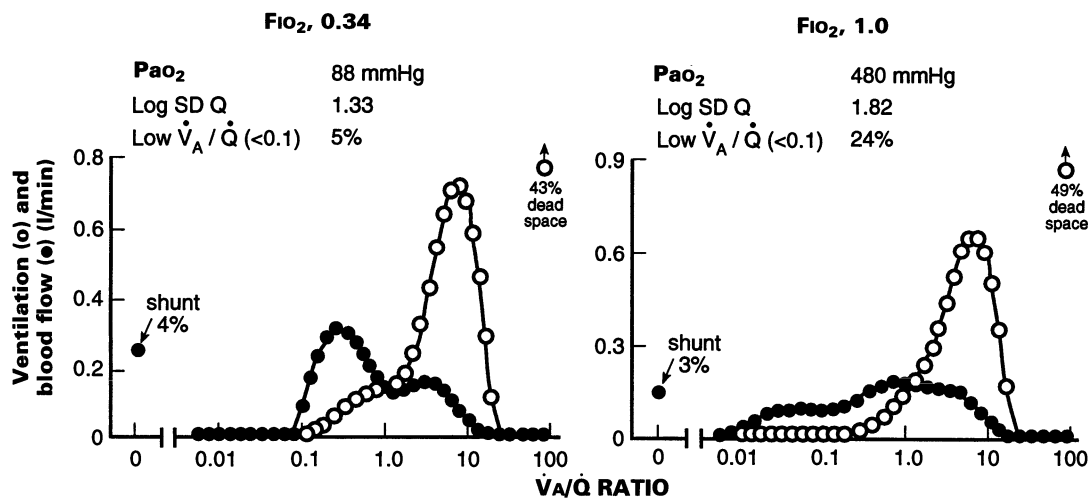 FIO2, 0.34
PaO2 88 mmHg
Log SD Q 1.33
Low V̇A / Q̇ (<0.1) 5%
Ventilation (o) and
blood flow (●) (l/min)
0.8
0.6
0.4
0.2
0
shunt
4%
43%
dead
space
0 0.01 0.1 1.0 10 100
FIO2, 1.0
PaO2 480 mmHg
Log SD Q 1.82
Low V̇A / Q̇ (<0.1) 24%
0.9
0.6
0.3
0
shunt
3%
49%
dead
space
0 0.01 0.1 1.0 10 100
V̇A/Q̇ RATIO